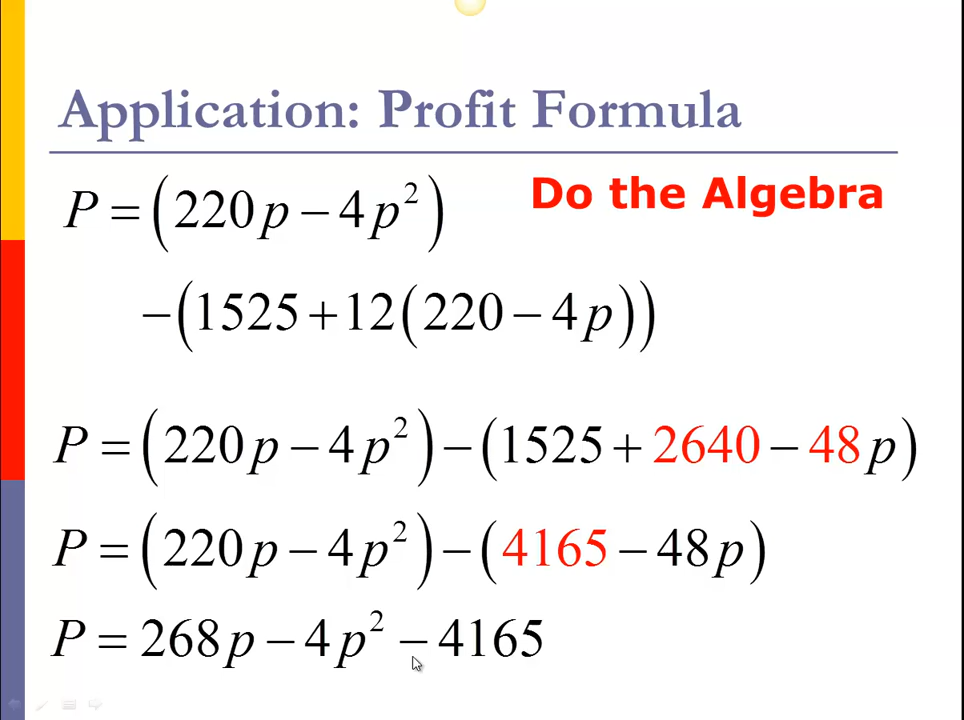 Application: Profit Formula
P = (220p − 4p²)
Do the Algebra
−(1525 + 12(220 − 4p))
P = (220p − 4p²) − (1525 + 2640 − 48p)
P = (220p − 4p²) − (4165 − 48p)
P = 268p − 4p² − 4165